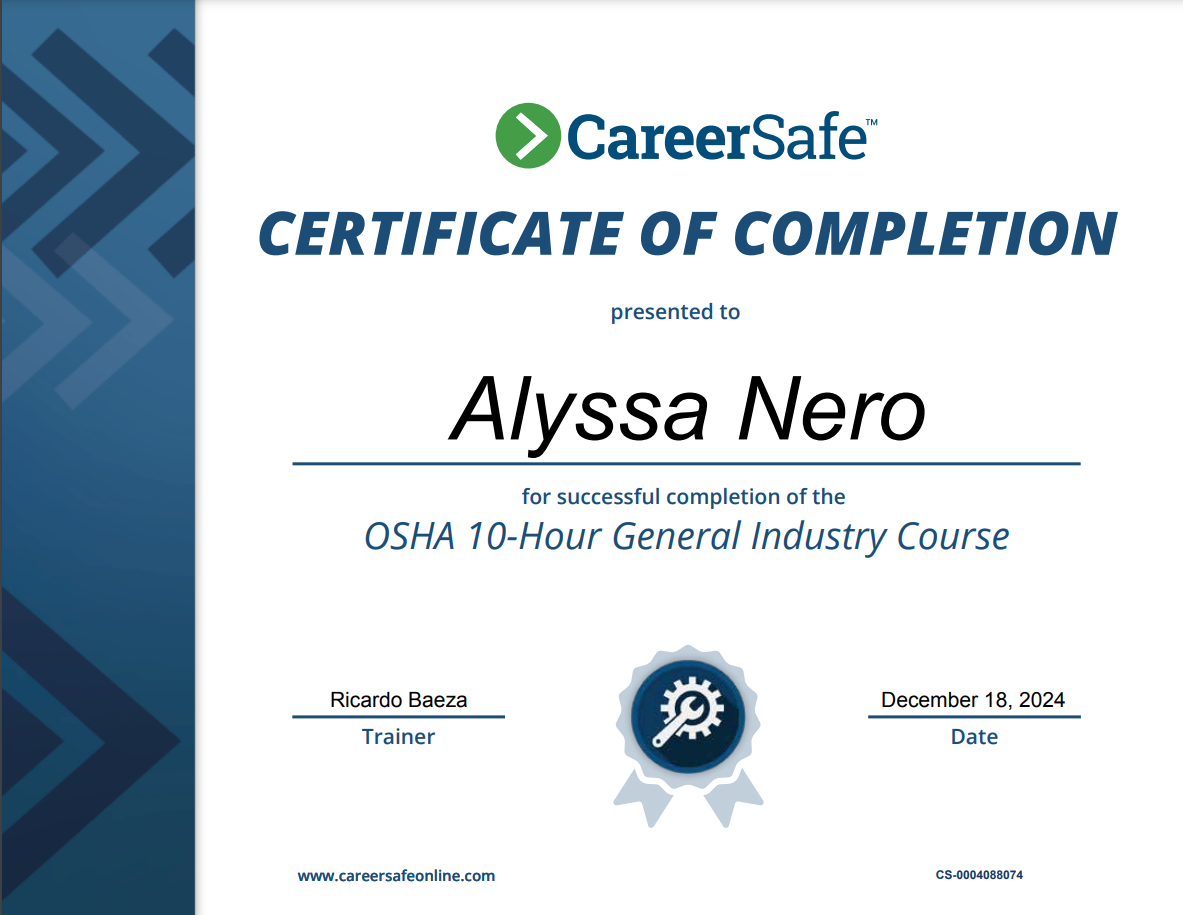 CareerSafe™
CERTIFICATE OF COMPLETION
presented to
Alyssa Nero
for successful completion of the
OSHA 10-Hour General Industry Course
Ricardo Baeza
Trainer
December 18, 2024
Date
www.careersafeonline.com
CS-0004088074